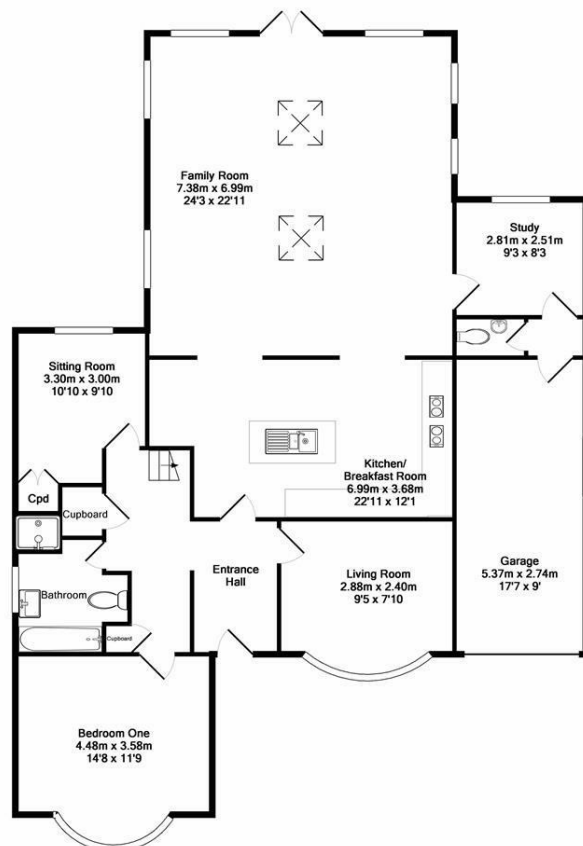 Family Room
7.38m x 6.99m
24'3 x 22'11
Study
2.81m x 2.51m
9'3 x 8'3
Sitting Room
3.30m x 3.00m
10'10 x 9'10
Kitchen/
Breakfast Room
6.99m x 3.68m
22'11 x 12'1
Cpd
Cupboard
Entrance
Hall
Living Room
2.88m x 2.40m
9'5 x 7'10
Garage
5.37m x 2.74m
17'7 x 9'
Bathroom
Cupboard
Bedroom One
4.48m x 3.58m
14'8 x 11'9